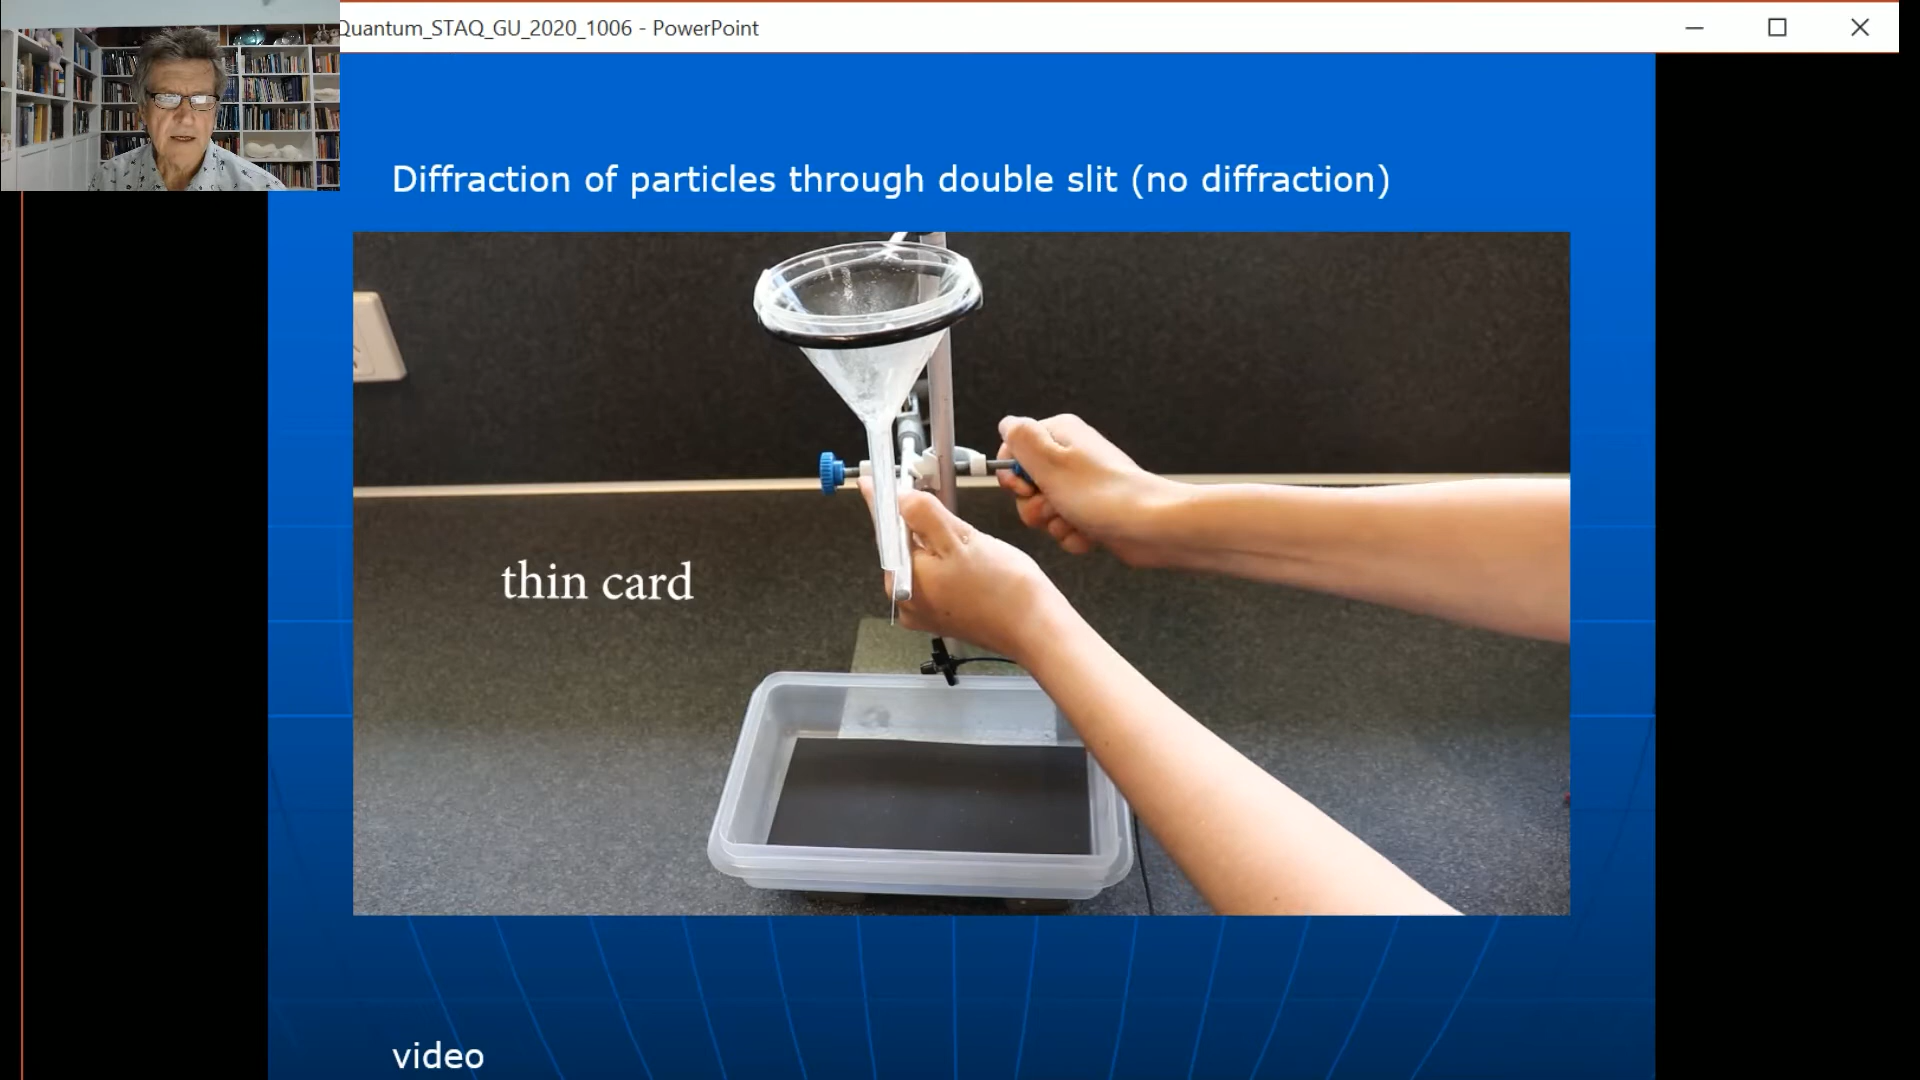 Quantum_STAQ_GU_2020_1006 - PowerPoint
Diffraction of particles through double slit (no diffraction)
thin card
video